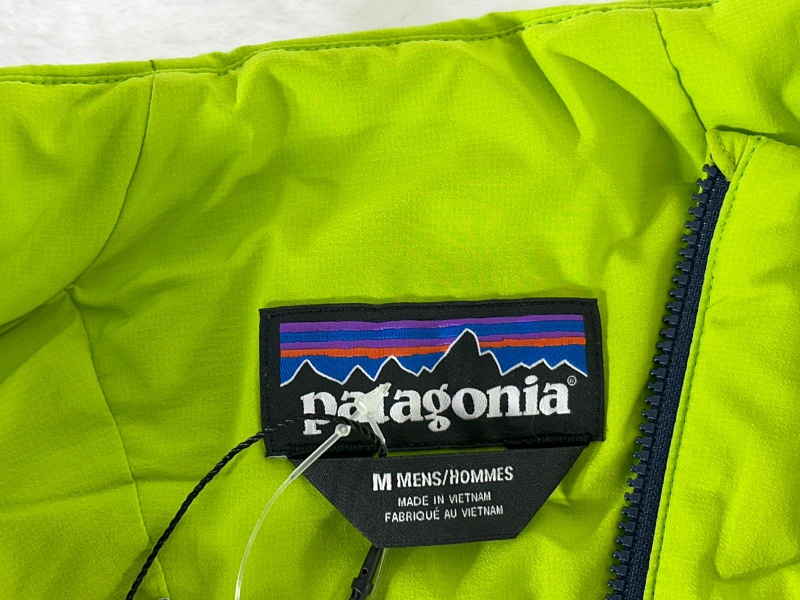 patagonia®
M MENS/HOMMES
MADE IN VIETNAM
FABRIQUÉ AU VIETNAM